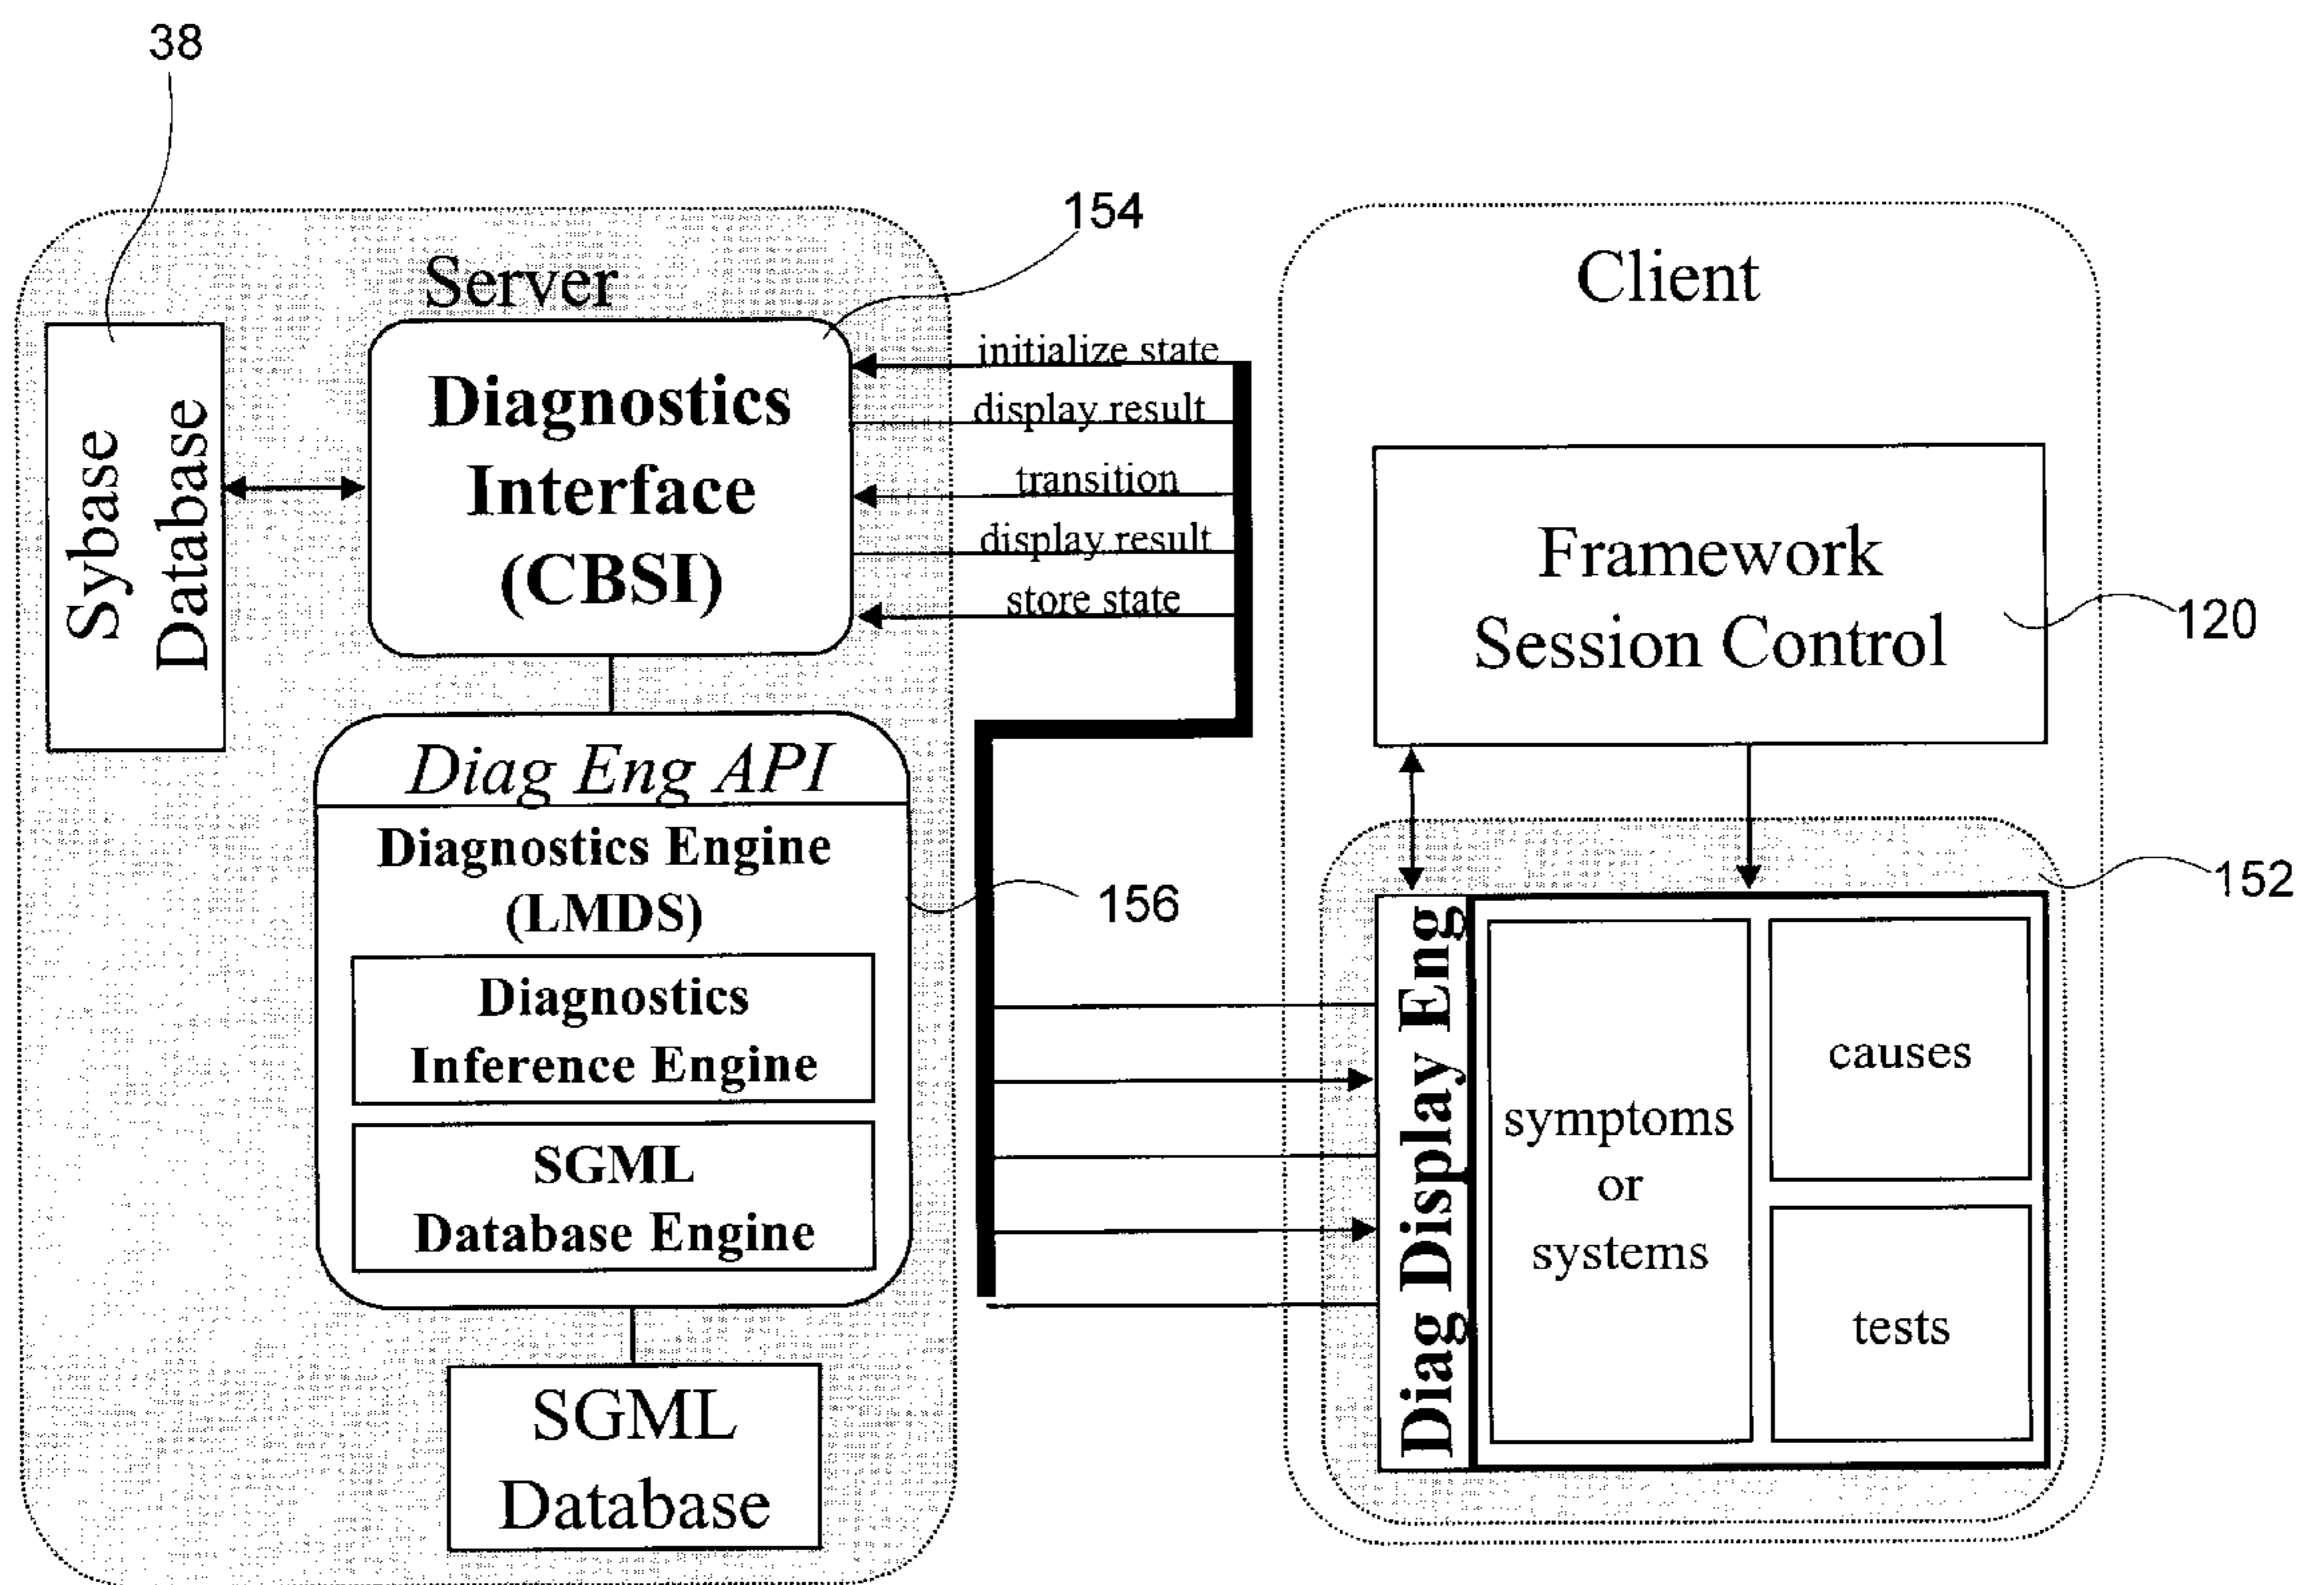 38
154
Server
Client
Sybase
Database
Diagnostics
Interface
(CBSI)
initialize state
display result
transition
display result
store state
Framework
Session Control
120
Diag Eng API
Diagnostics Engine
(LMDS)
156
Diagnostics
Inference Engine
SGML
Database Engine
SGML
Database
152
Diag Display Eng
symptoms
or
systems
causes
tests